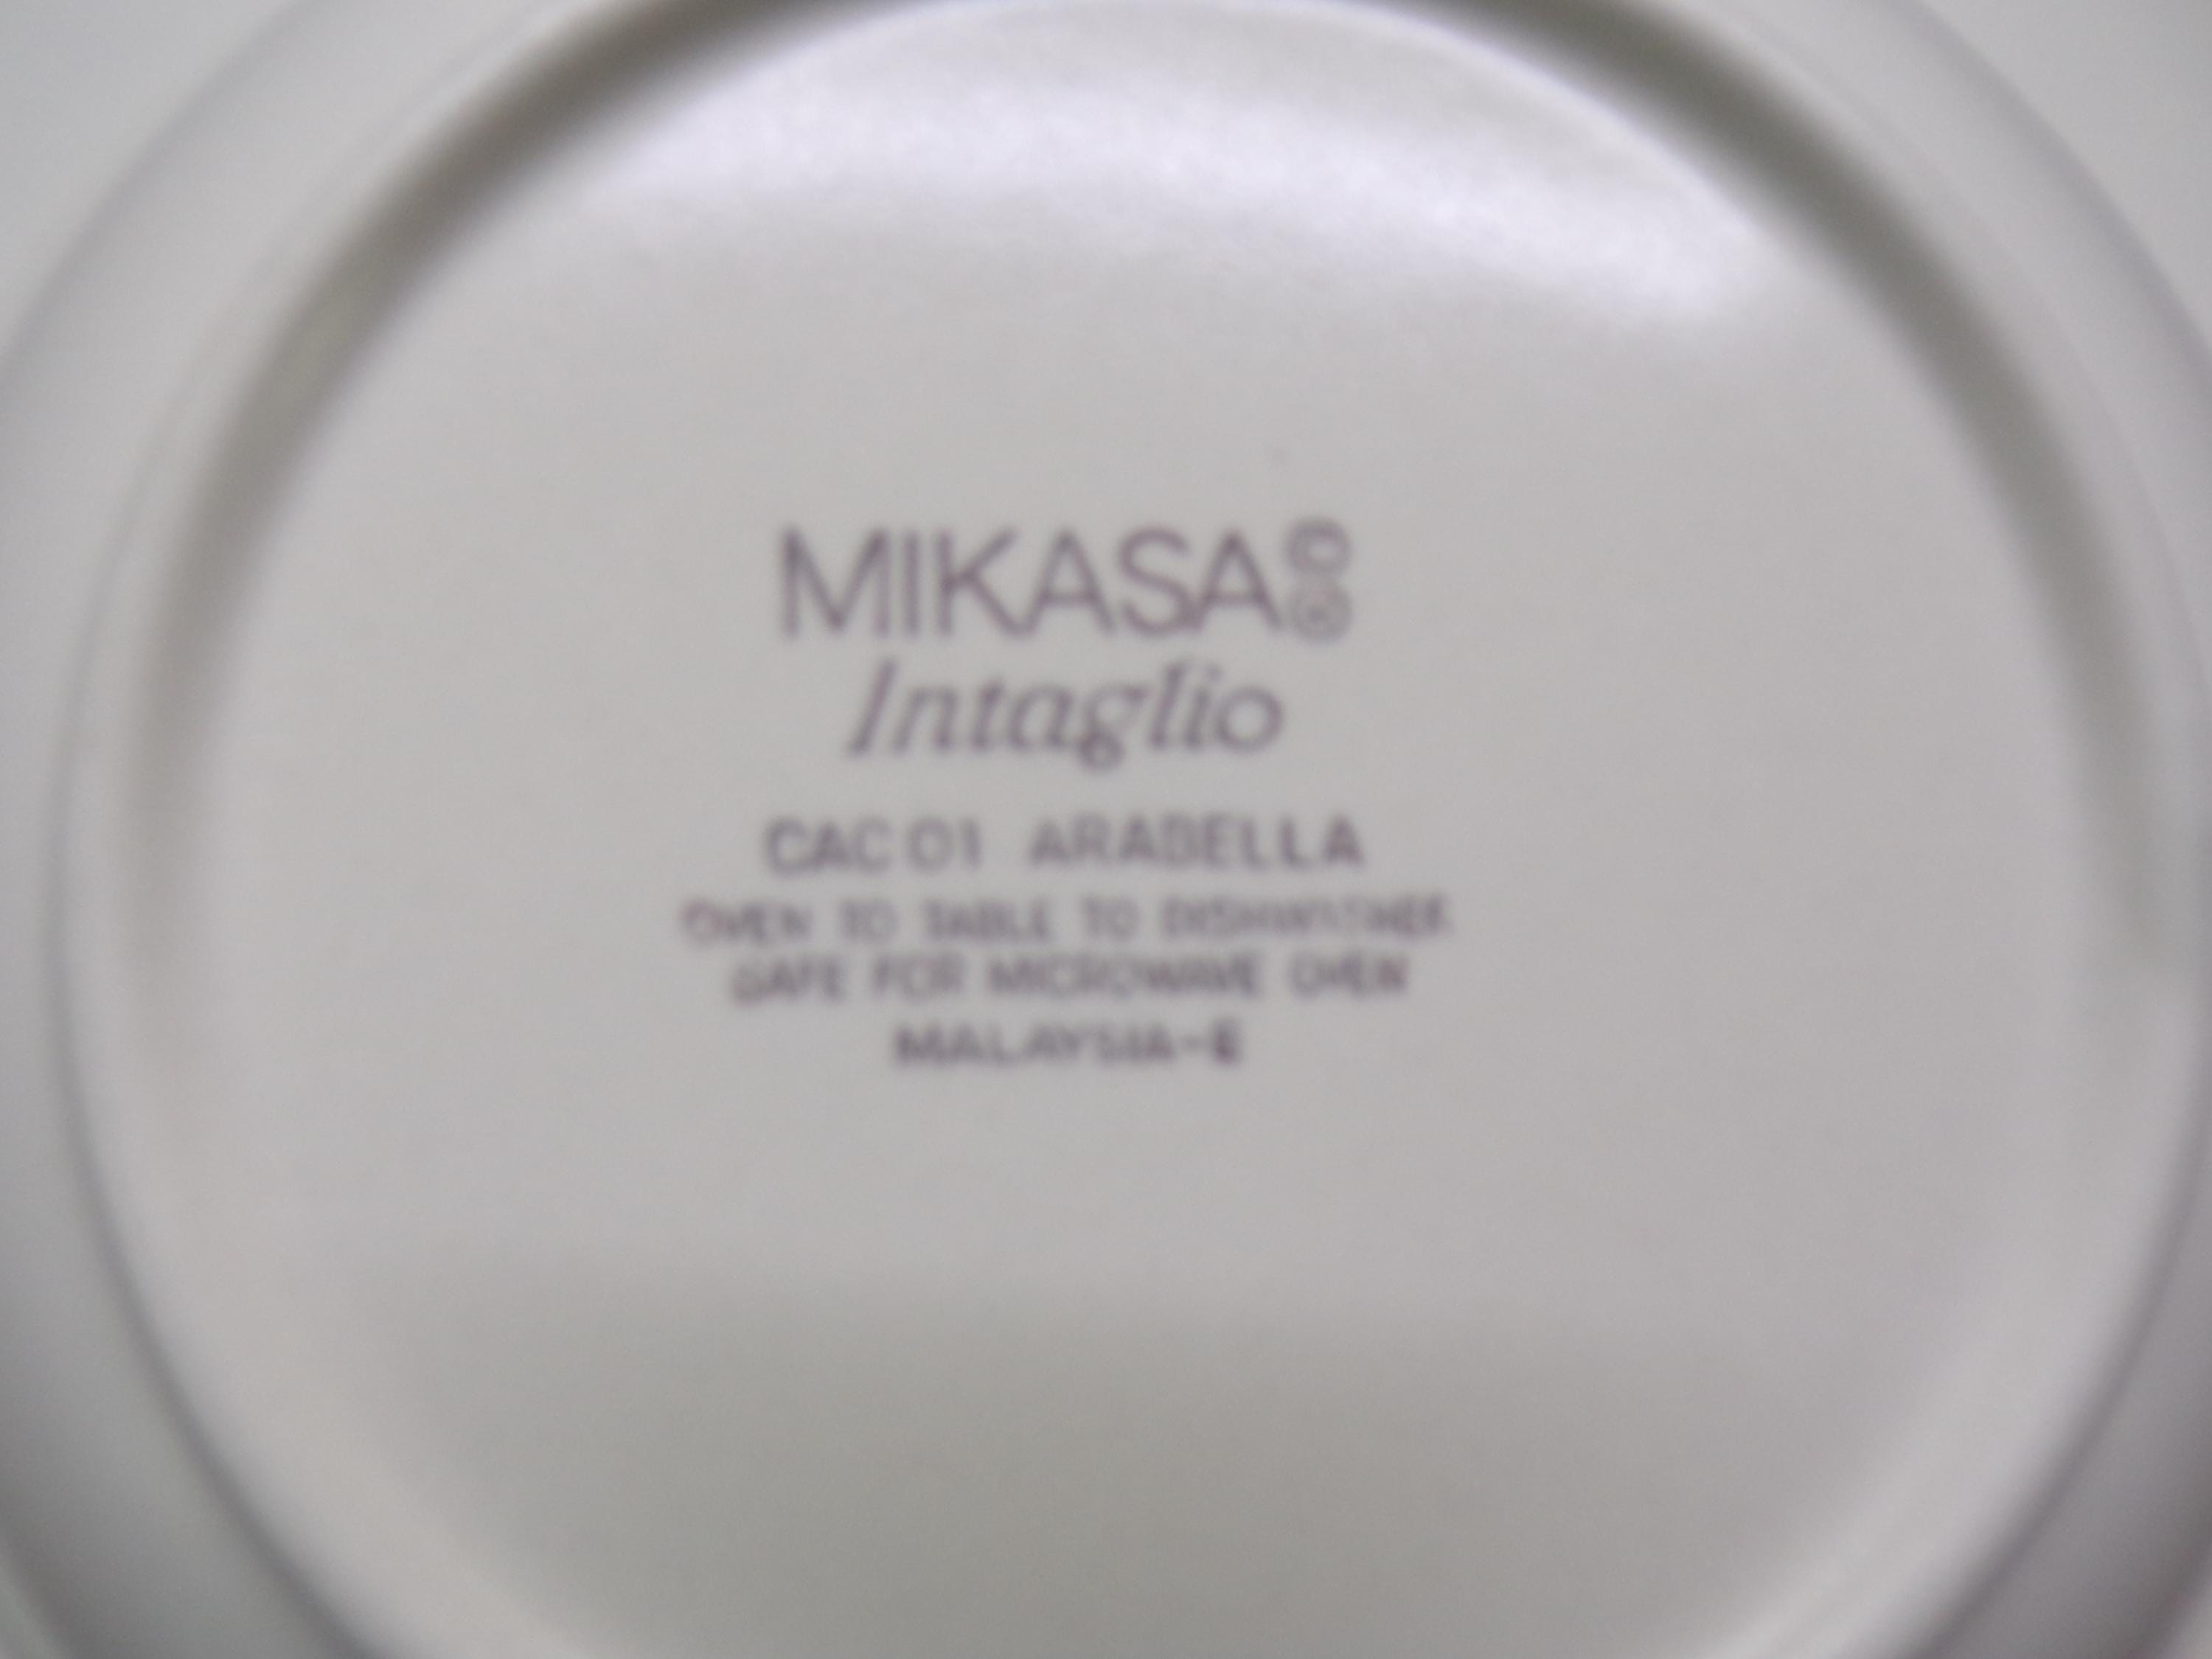 MIKASA©®
Intaglio
CAC01 ARABELLA
OVEN TO TABLE TO DISHWASHER
SAFE FOR MICROWAVE OVEN
MALAYSIA-E